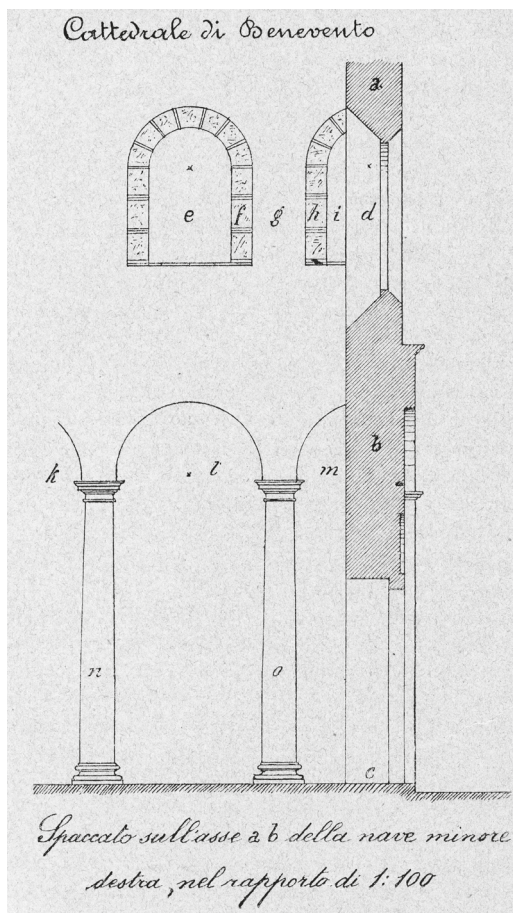 Cattedrale di Benevento
a
e f g h i d
b
k l m
n o
c
Spaccato sull'asse a b della nave minore
destra, nel rapporto di 1:100